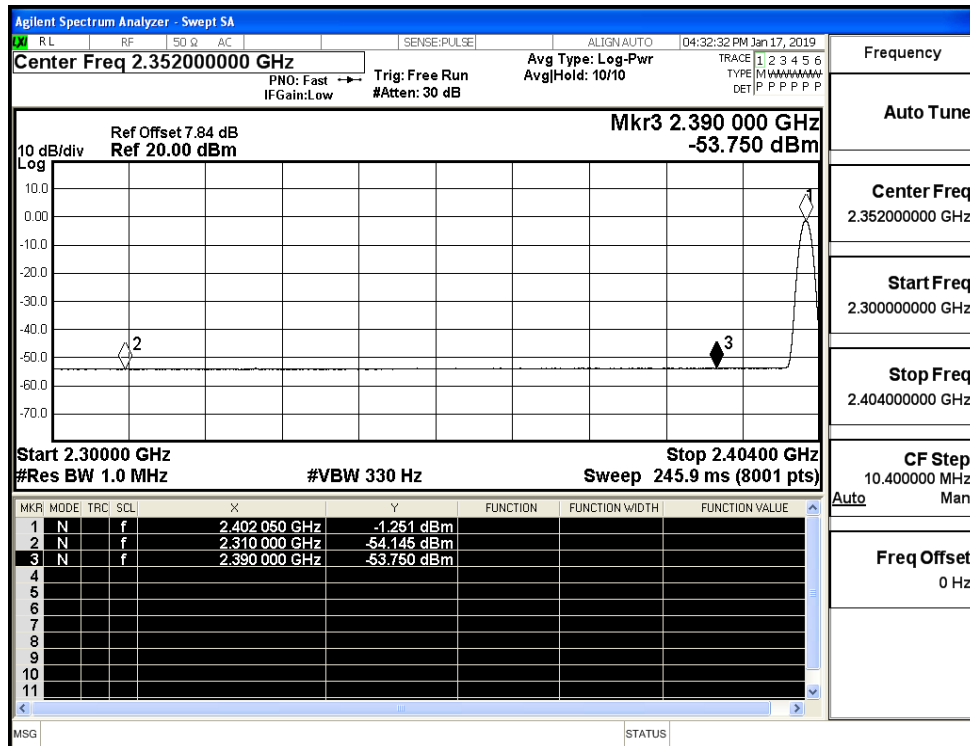 Agilent Spectrum Analyzer - Swept SA
LXI RL RF 50 Ω AC SENSE:PULSE ALIGN AUTO 04:32:32 PM Jan 17, 2019
Center Freq 2.352000000 GHz
PNO: Fast
IFGain:Low
Trig: Free Run
#Atten: 30 dB
Avg Type: Log-Pwr
Avg|Hold: 10/10
TRACE 1 2 3 4 5 6
TYPE M WWWWW
DET P P P P P P
Ref Offset 7.84 dB
10 dB/div Ref 20.00 dBm
Log
Mkr3 2.390 000 GHz
-53.750 dBm
10.0
0.00
-10.0
-20.0
-30.0
-40.0
-50.0
-60.0
-70.0
1
2
3
Start 2.30000 GHz Stop 2.40400 GHz
#Res BW 1.0 MHz #VBW 330 Hz Sweep 245.9 ms (8001 pts)
MKR MODE TRC SCL X Y FUNCTION FUNCTION WIDTH FUNCTION VALUE
1 N f 2.402 050 GHz -1.251 dBm
2 N f 2.310 000 GHz -54.145 dBm
3 N f 2.390 000 GHz -53.750 dBm
4
5
6
7
8
9
10
11
MSG STATUS
Frequency
Auto Tune
Center Freq
2.352000000 GHz
Start Freq
2.300000000 GHz
Stop Freq
2.404000000 GHz
CF Step
10.400000 MHz
Auto Man
Freq Offset
0 Hz